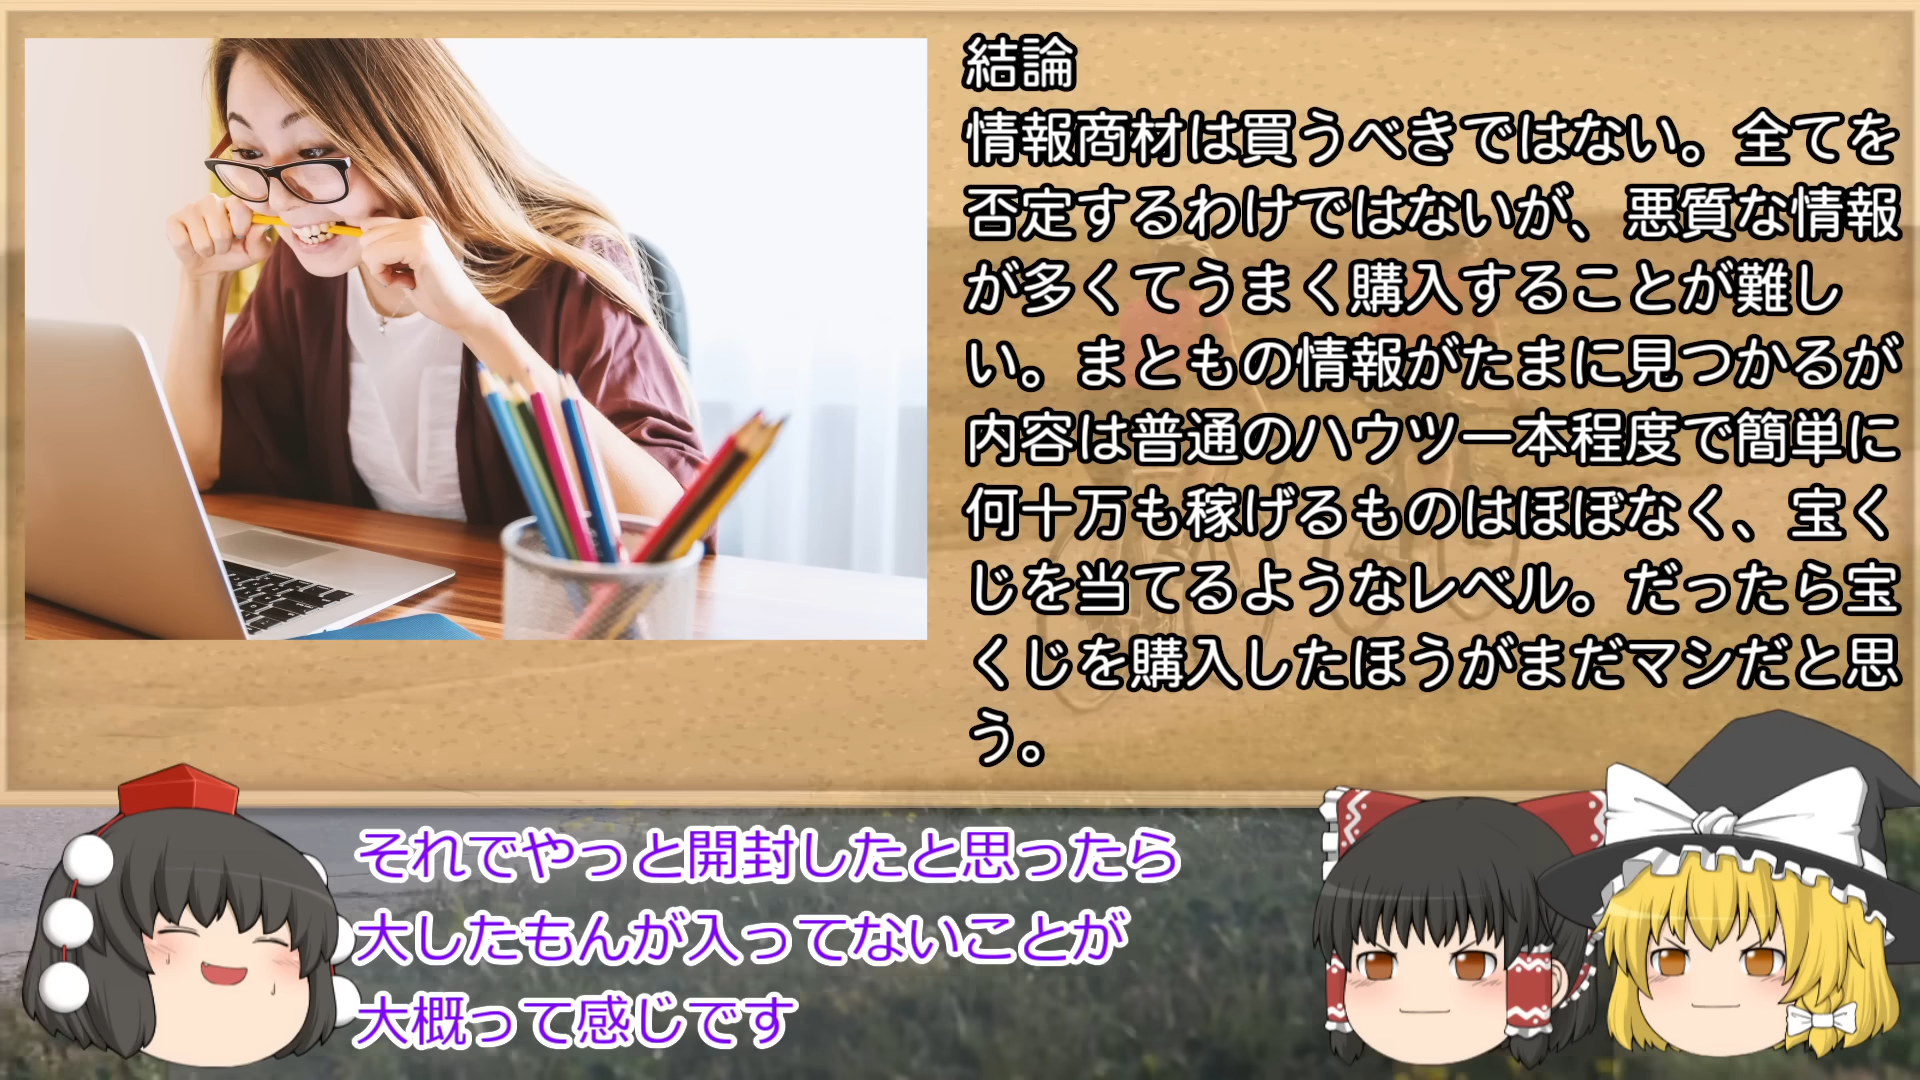 結論
情報商材は買うべきではない。全てを
否定するわけではないが、悪質な情報
が多くてうまく購入することが難し
い。まともの情報がたまに見つかるが
内容は普通のハウツー本程度で簡単に
何十万も稼げるものはほぼなく、宝く
じを当てるようなレベル。だったら宝
くじを購入したほうがまだマシだと思
う。
それでやっと開封したと思ったら
大したもんが入ってないことが
大概って感じです